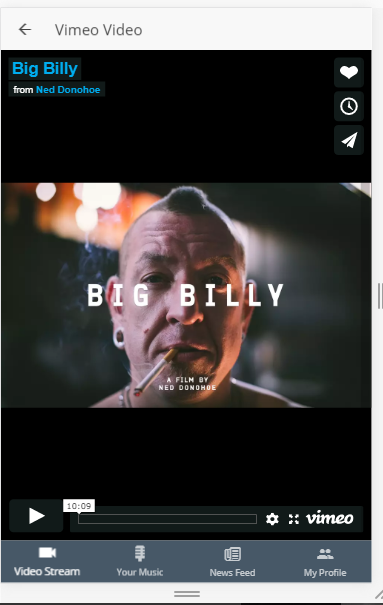 Vimeo Video
Big Billy
from Ned Donohoe
BIG BILLY
A FILM BY
NED DONOHOE
10:09
vimeo
Video Stream
Your Music
News Feed
My Profile